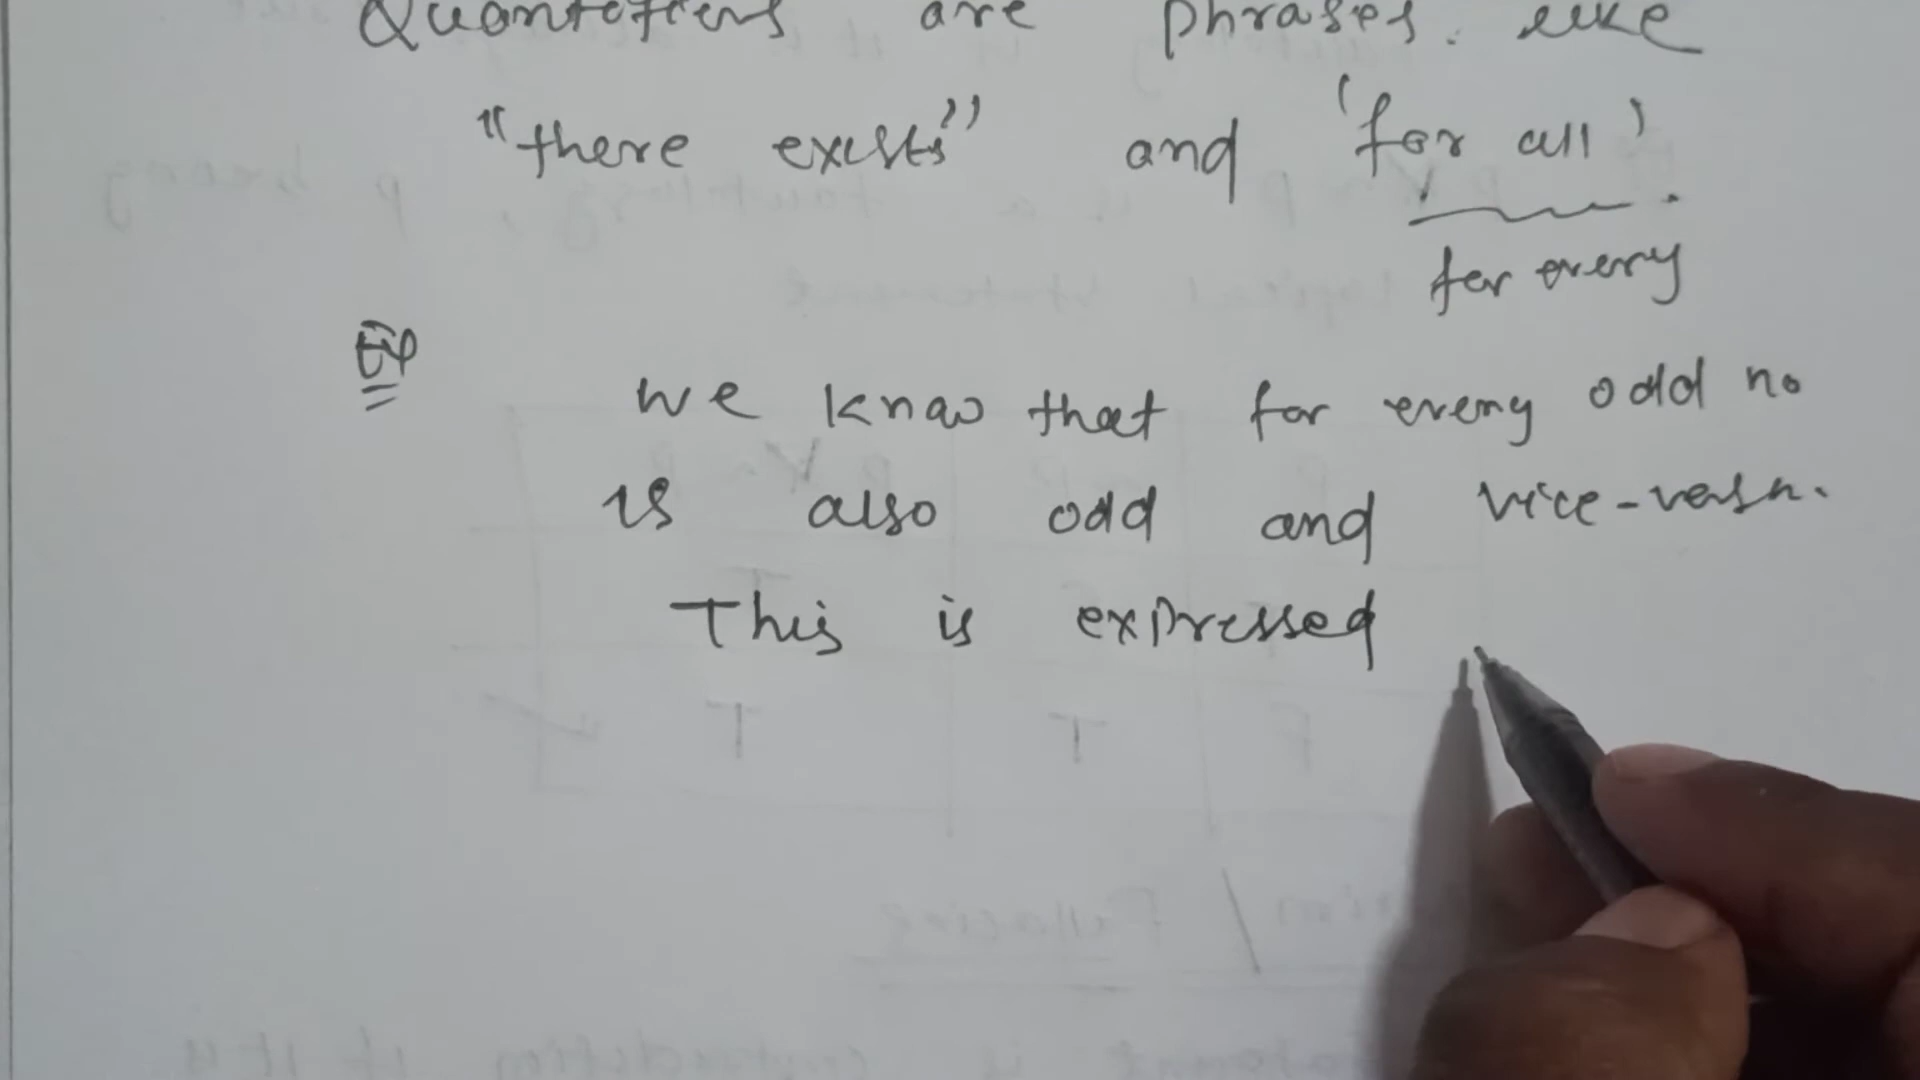 Quantifiers are phrases like
"there exists" and 'for all'
for every
Exp
we know that for every odd no
is also odd and vice-versa.
This is expressed